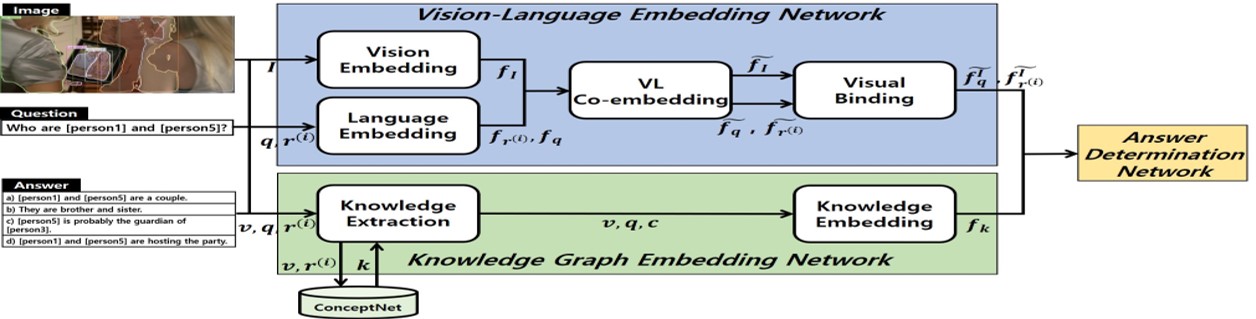 Image
Vision-Language Embedding Network
I
Vision
Embedding
f_I
VL
Co-embedding
\widetilde{f_I}
Visual
Binding
\widetilde{f_q^I}, \widetilde{f_{r^{(i)}}^I}
Question
Who are [person1] and [person5]?
q, r^{(i)}
Language
Embedding
f_{r^{(i)}}, f_q
\widetilde{f_q}, \widetilde{f_{r^{(i)}}}
Answer
Determination
Network
Answer
a) [person1] and [person5] are a couple.
b) They are brother and sister.
c) [person5] is probably the guardian of
[person3].
d) [person1] and [person5] are hosting the party.
v, q, r^{(i)}
Knowledge
Extraction
v, q, c
Knowledge
Embedding
f_k
v, r^{(i)}
k
Knowledge Graph Embedding Network
ConceptNet